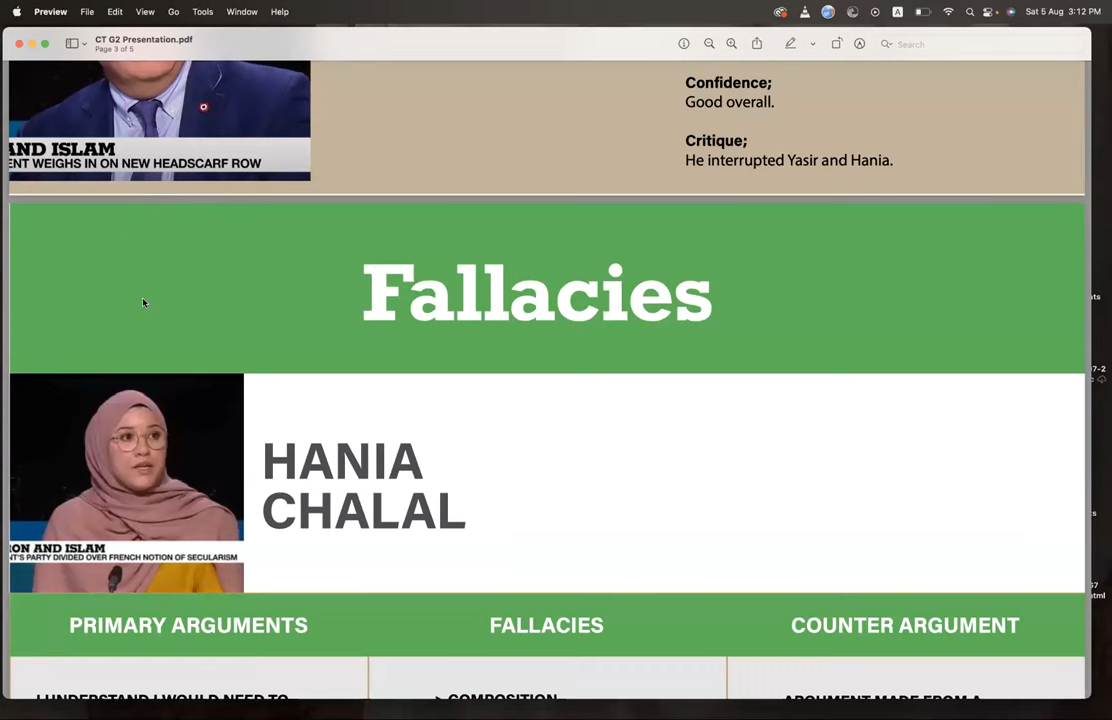 Preview File Edit View Go Tools Window Help
A
Sat 5 Aug 3:12 PM
CT G2 Presentation.pdf
Page 3 of 5
Search
Confidence;
Good overall.
Critique;
He interrupted Yasir and Hania.
AND ISLAM
ENT WEIGHS IN ON NEW HEADSCARF ROW
Fallacies
HANIA
CHALAL
ON AND ISLAM
NT'S PARTY DIVIDED OVER FRENCH NOTION OF SECULARISM
PRIMARY ARGUMENTS FALLACIES COUNTER ARGUMENT
I UNDERSTAND I WOULD NEED TO
COMPOSITION
ARGUMENT MADE FROM A